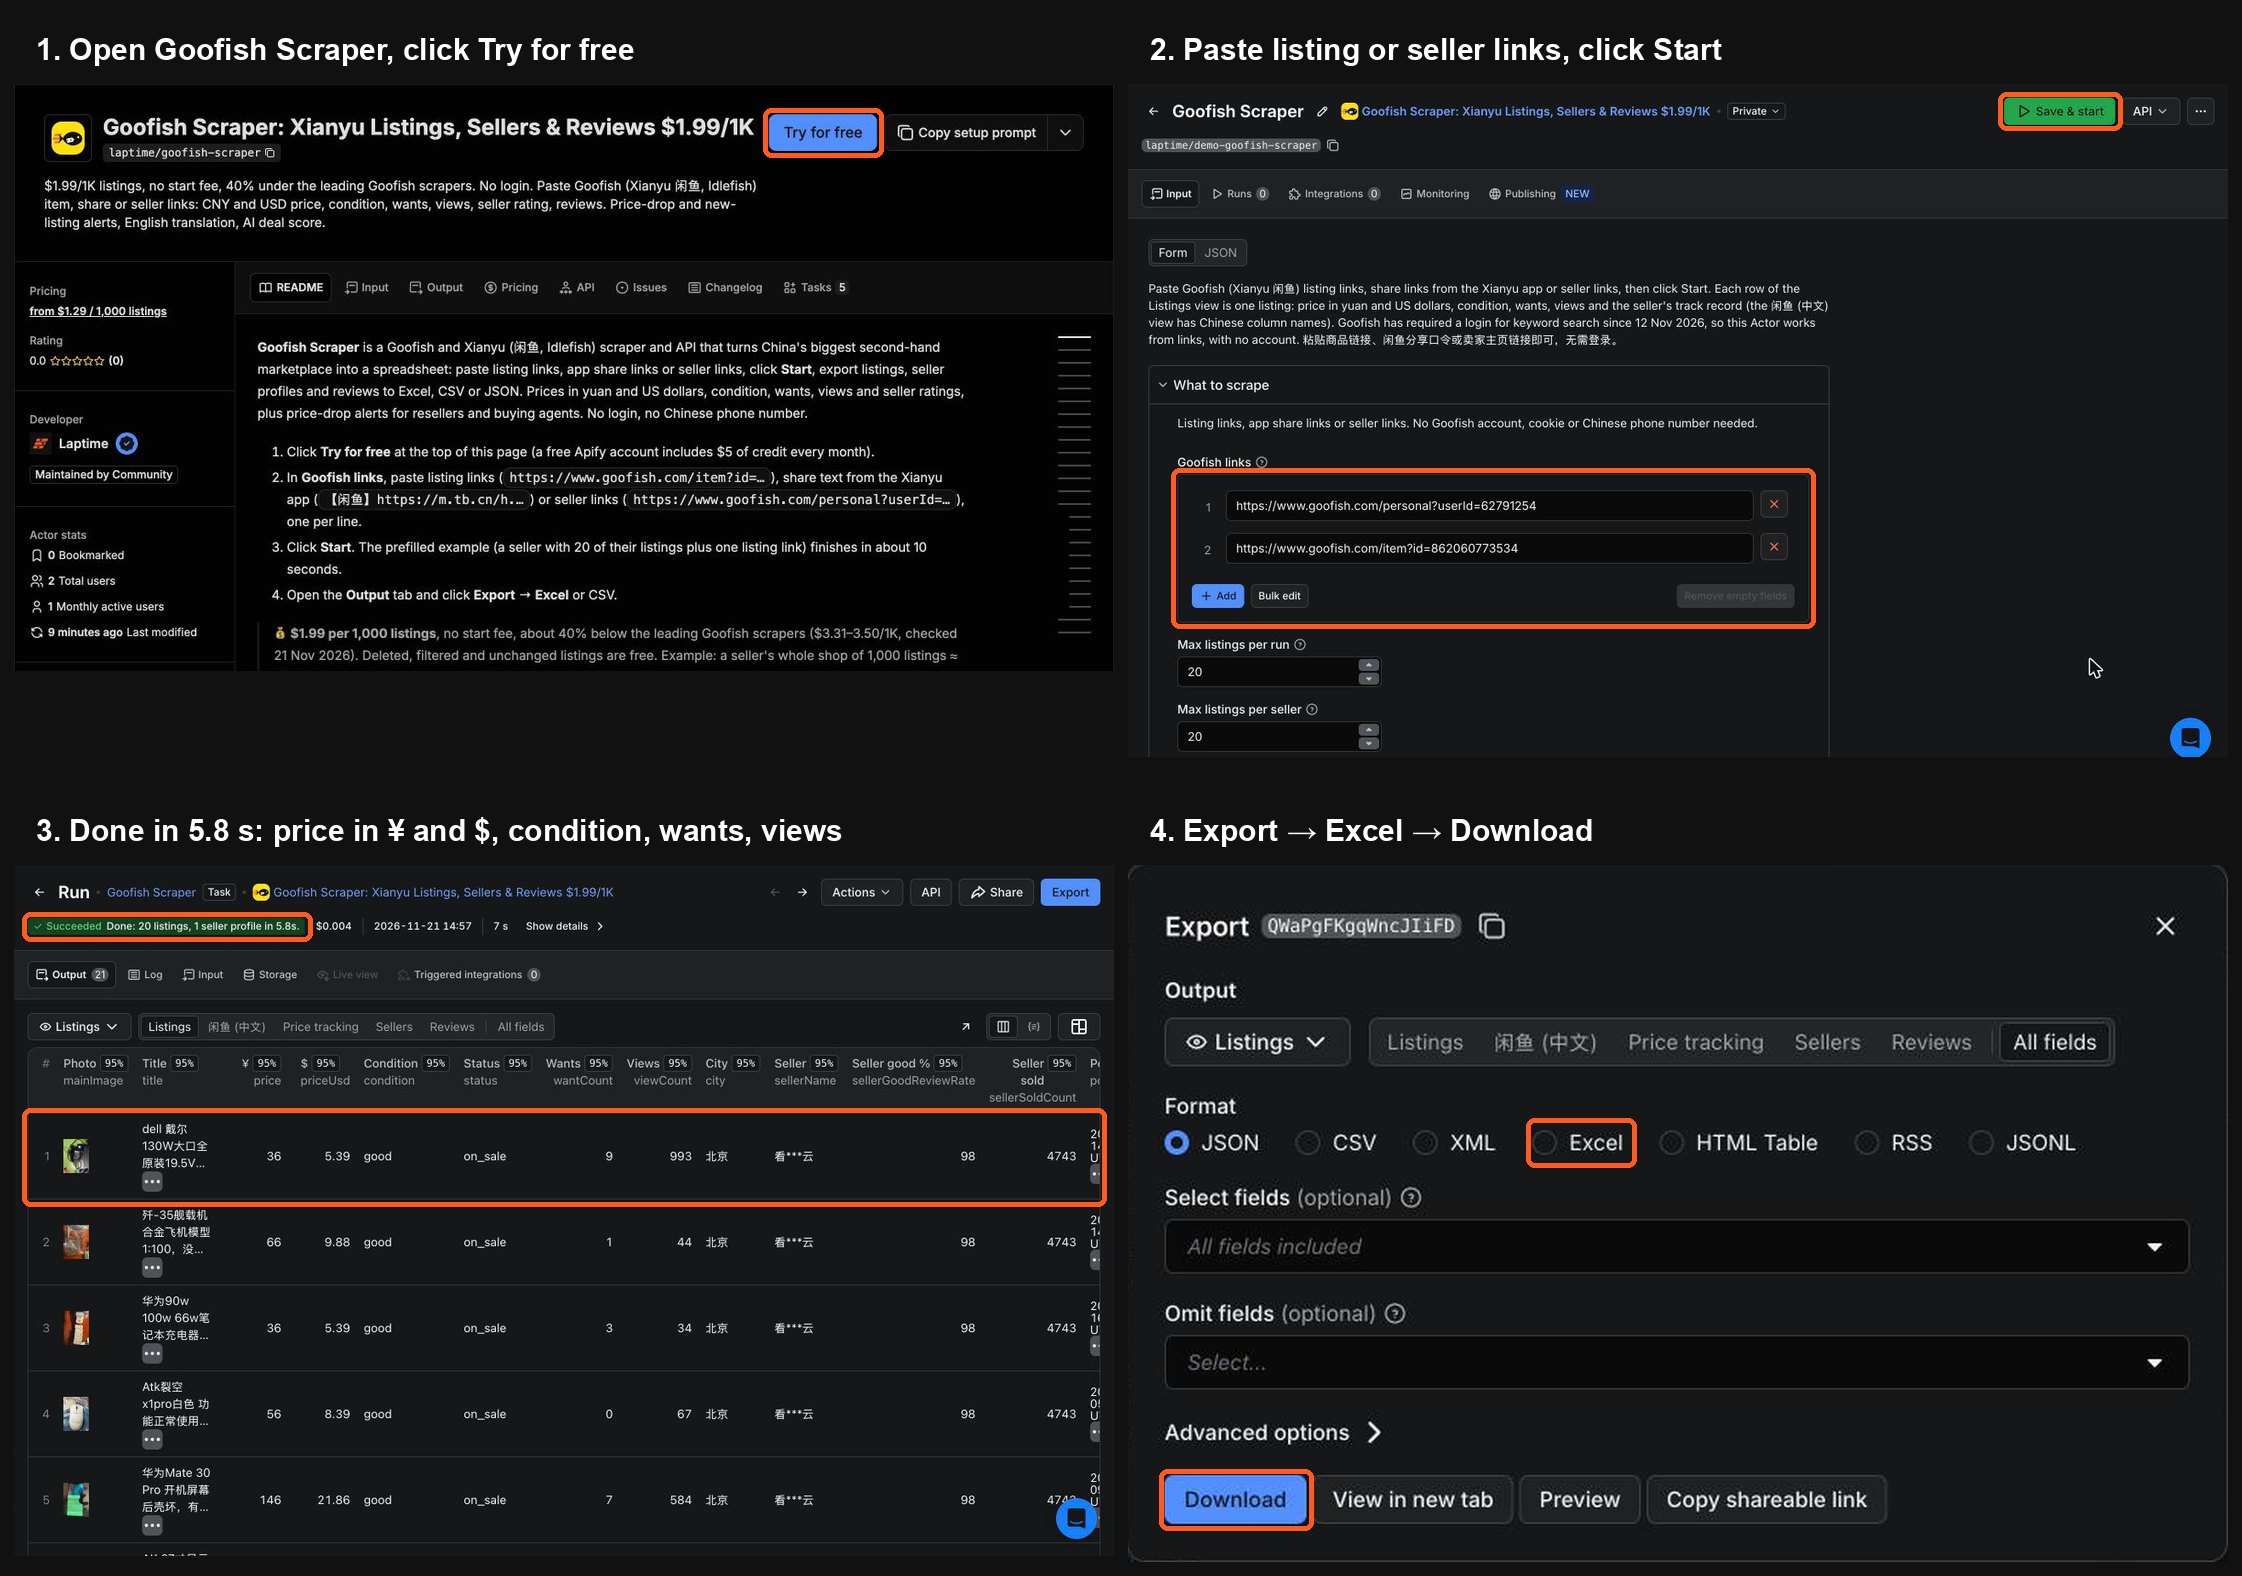 1. Open Goofish Scraper, click Try for free
Goofish Scraper: Xianyu Listings, Sellers & Reviews $1.99/1K
Try for free
Copy setup prompt
laptime/goofish-scraper
$1.99/1K listings, no start fee, 40% under the leading Goofish scrapers. No login. Paste Goofish (Xianyu 闲鱼, Idlefish)
item, share or seller links: CNY and USD price, condition, wants, views, seller rating, reviews. Price-drop and new-
listing alerts, English translation, AI deal score.
Pricing
from $1.29 / 1,000 listings
Rating
0.0 ☆☆☆☆☆ (0)
Developer
Laptime
Maintained by Community
Actor stats
0 Bookmarked
2 Total users
1 Monthly active users
9 minutes ago Last modified
README Input Output Pricing API Issues Changelog Tasks 5
Goofish Scraper is a Goofish and Xianyu (闲鱼, Idlefish) scraper and API that turns China's biggest second-hand
marketplace into a spreadsheet: paste listing links, app share links or seller links, click Start, export listings, seller
profiles and reviews to Excel, CSV or JSON. Prices in yuan and US dollars, condition, wants, views and seller ratings,
plus price-drop alerts for resellers and buying agents. No login, no Chinese phone number.
1. Click Try for free at the top of this page (a free Apify account includes $5 of credit every month).
2. In Goofish links, paste listing links ( https://www.goofish.com/item?id=… ), share text from the Xianyu
app ( 【闲鱼】https://m.tb.cn/h.… ) or seller links ( https://www.goofish.com/personal?userId=… ),
one per line.
3. Click Start. The prefilled example (a seller with 20 of their listings plus one listing link) finishes in about 10
seconds.
4. Open the Output tab and click Export → Excel or CSV.
💰 $1.99 per 1,000 listings, no start fee, about 40% below the leading Goofish scrapers ($3.31–3.50/1K, checked
21 Nov 2026). Deleted, filtered and unchanged listings are free. Example: a seller's whole shop of 1,000 listings ≈
2. Paste listing or seller links, click Start
← Goofish Scraper Goofish Scraper: Xianyu Listings, Sellers & Reviews $1.99/1K Private
Save & start API ...
laptime/demo-goofish-scraper
Input Runs 0 Integrations 0 Monitoring Publishing NEW
Form JSON
Paste Goofish (Xianyu 闲鱼) listing links, share links from the Xianyu app or seller links, then click Start. Each row of the
Listings view is one listing: price in yuan and US dollars, condition, wants, views and the seller's track record (the 闲鱼 (中文)
view has Chinese column names). Goofish has required a login for keyword search since 12 Nov 2026, so this Actor works
from links, with no account. 粘贴商品链接、闲鱼分享口令或卖家主页链接即可，无需登录。
What to scrape
Listing links, app share links or seller links. No Goofish account, cookie or Chinese phone number needed.
Goofish links
1 https://www.goofish.com/personal?userId=62791254
2 https://www.goofish.com/item?id=862060773534
+ Add Bulk edit Remove empty fields
Max listings per run
20
Max listings per seller
20
3. Done in 5.8 s: price in ¥ and $, condition, wants, views
← Run Goofish Scraper Task Goofish Scraper: Xianyu Listings, Sellers & Reviews $1.99/1K
← → Actions API Share Export
Succeeded Done: 20 listings, 1 seller profile in 5.8s. $0.004 2026-11-21 14:57 7 s Show details
Output 21 Log Input Storage Live view Triggered integrations 0
Listings Listings 闲鱼 (中文) Price tracking Sellers Reviews All fields
# Photo 95% Title 95% ¥ 95% $ 95% Condition 95% Status 95% Wants 95% Views 95% City 95% Seller 95% Seller good % 95% Seller 95%
sold
mainImage title price priceUsd condition status wantCount viewCount city sellerName sellerGoodReviewRate
sellerSoldCount
dell 戴尔
130W大口全
原装19.5V...
1 36 5.39 good on_sale 9 993 北京 看***云 98 4743
歼-35舰载机
合金飞机模型
1:100，没...
2 66 9.88 good on_sale 1 44 北京 看***云 98 4743
华为90w
100w 66w笔
记本充电器...
3 36 5.39 good on_sale 3 34 北京 看***云 98 4743
Atk裂空
x1pro白色 功
能正常使用...
4 56 8.39 good on_sale 0 67 北京 看***云 98 4743
华为Mate 30
Pro 开机屏幕
后壳坏，有...
5 146 21.86 good on_sale 7 584 北京 看***云 98
4. Export → Excel → Download
Export QWaPgFKgqWncJIiFD
Output
Listings Listings 闲鱼 (中文) Price tracking Sellers Reviews All fields
Format
JSON CSV XML Excel HTML Table RSS JSONL
Select fields (optional)
All fields included
Omit fields (optional)
Select...
Advanced options
Download View in new tab Preview Copy shareable link